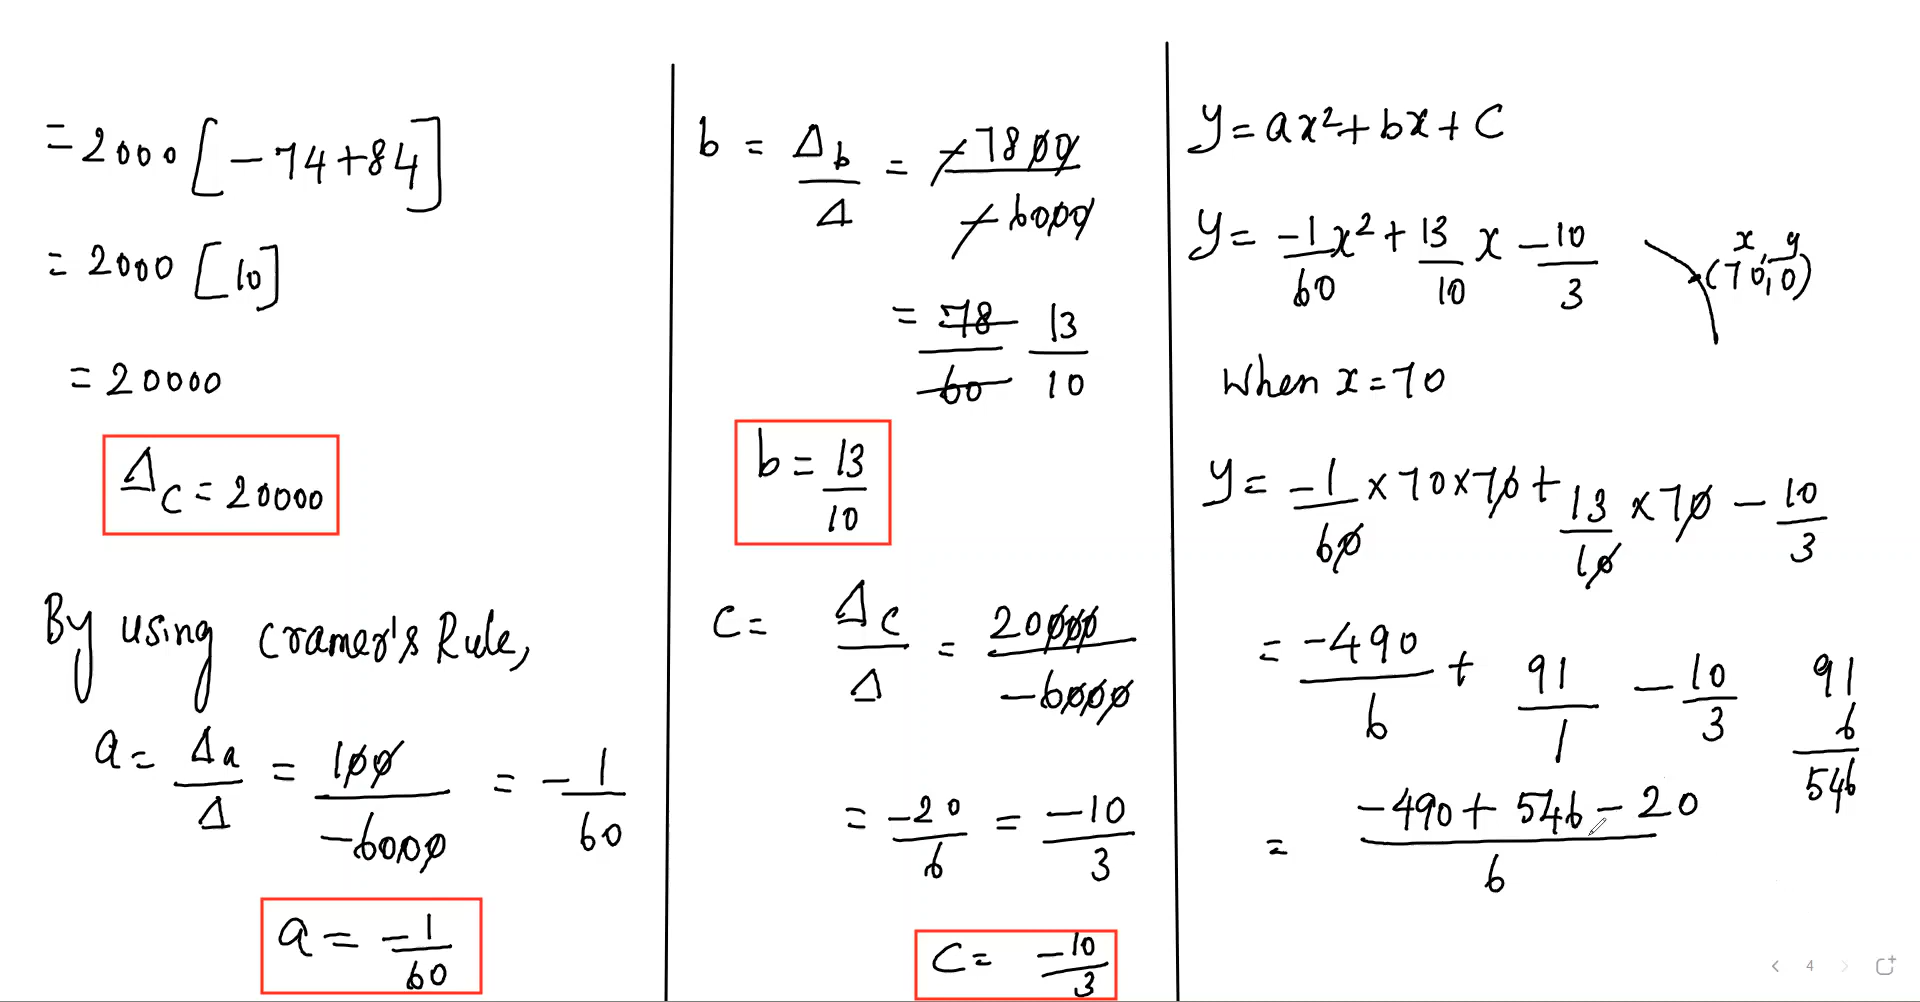 = 2000 [ - 74 + 84 ]
= 2000 [ 10 ]
= 20000
Δc = 20000
By using Cramer's Rule,
a = Δa/Δ = 100/-6000 = -1/60
a = -1/60
b = Δb/Δ = -7800/-6000
= 78/60 13/10
b = 13/10
c = Δc/Δ = 20000/-6000
= -20/6 = -10/3
C = -10/3
y = ax² + bx + C
y = -1/60 x² + 13/10 x - 10/3
x, y
(70, 0)
When x = 70
y = -1/60 × 70 × 70 + 13/10 × 70 - 10/3
= -490/6 + 91/1 - 10/3
91
6
546
= -490 + 546 - 20 / 6
4